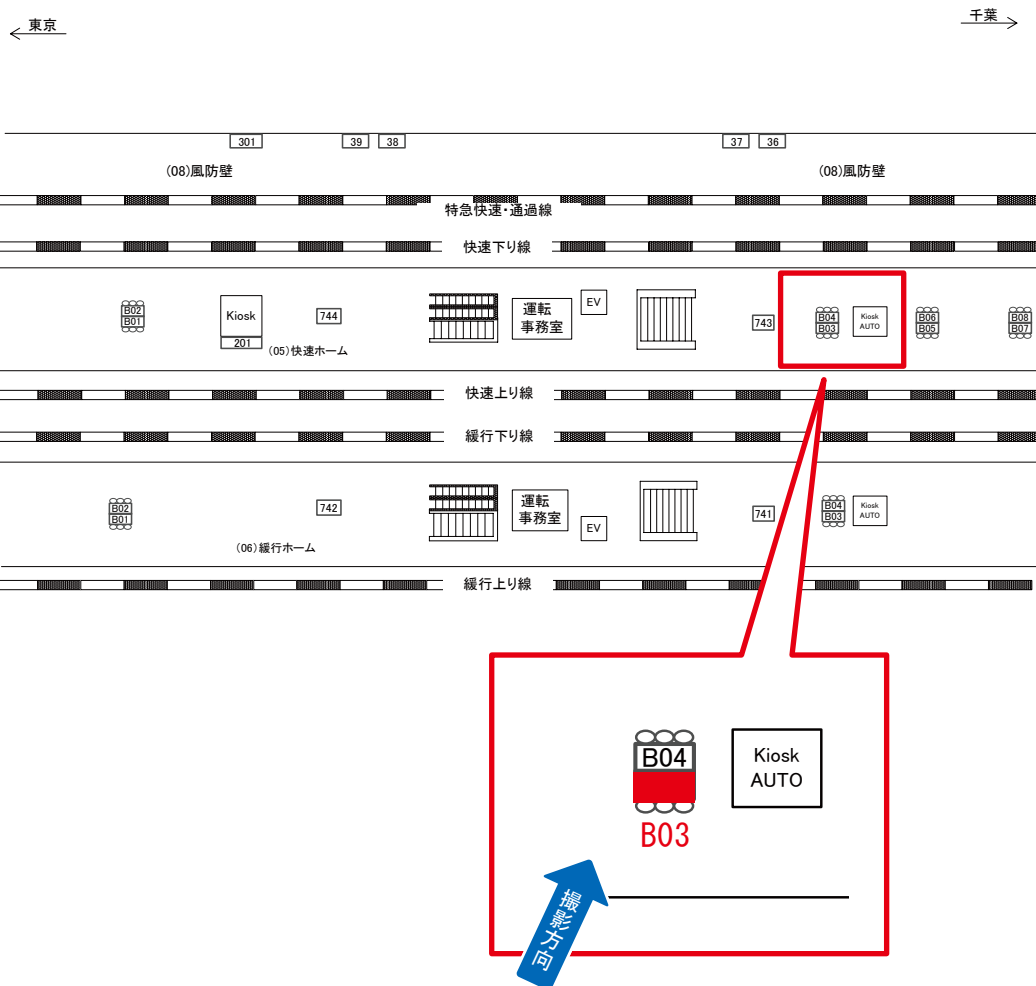 東京
千葉
301
39
38
37
36
(08)風防壁
(08)風防壁
特急快速・通過線
快速下り線
B02
B01
Kiosk
201
744
(05)快速ホーム
運転
事務室
EV
743
B04
B03
Kiosk
AUTO
B06
B05
B08
B07
快速上り線
緩行下り線
B02
B01
742
(06)緩行ホーム
運転
事務室
EV
741
B04
B03
Kiosk
AUTO
緩行上り線
B04
B03
Kiosk
AUTO
撮影方向